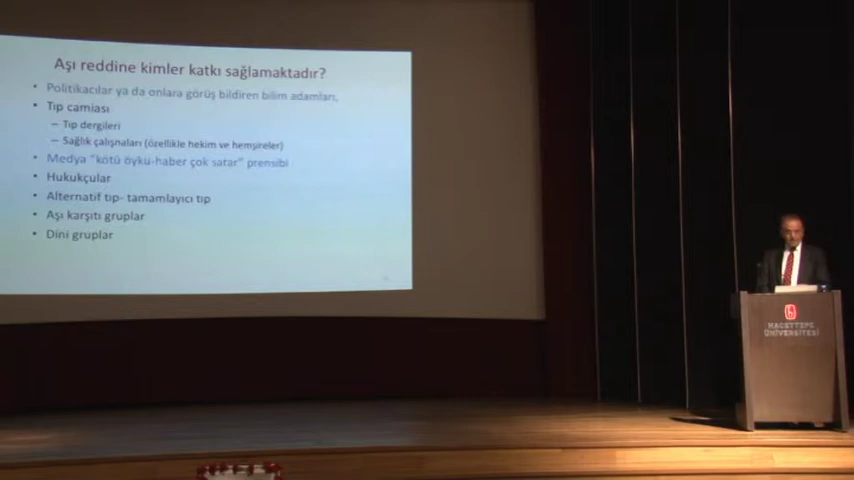 Aşı reddine kimler katkı sağlamaktadır?
• Politikacılar ya da onlara görüş bildiren bilim adamları,
• Tıp camiası
– Tıp dergileri
– Sağlık çalışnaları (özellikle hekim ve hemşireler)
• Medya "kötü öykü-haber çok satar" prensibi
• Hukukçular
• Alternatif tıp- tamamlayıcı tıp
• Aşı karşıtı gruplar
• Dini gruplar
HACETTEPE
ÜNİVERSİTESİ